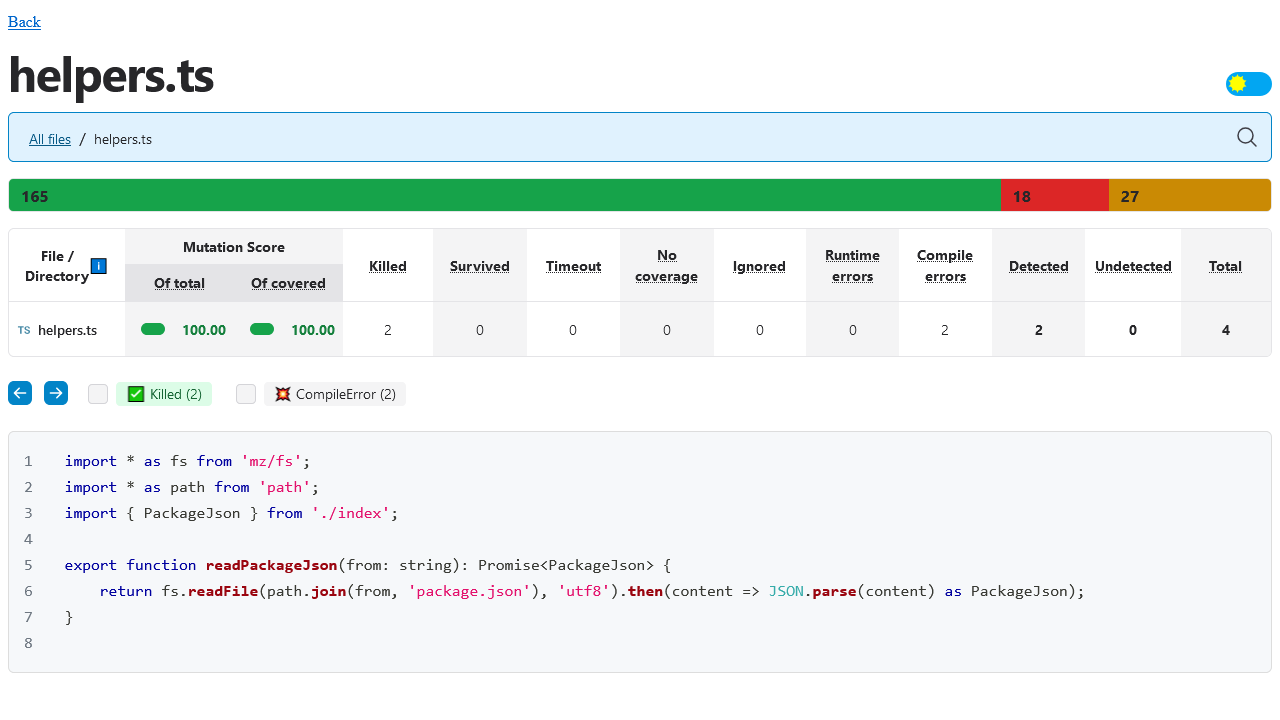 Back
helpers.ts
All files / helpers.ts
165 18 27
File / Directory i Mutation Score Killed Survived Timeout No coverage Ignored Runtime errors Compile errors Detected Undetected Total
Of total Of covered
TS helpers.ts 100.00 100.00 2 0 0 0 0 0 2 2 0 4
Killed (2) CompileError (2)
1 import * as fs from 'mz/fs';
2 import * as path from 'path';
3 import { PackageJson } from './index';
4
5 export function readPackageJson(from: string): Promise<PackageJson> {
6     return fs.readFile(path.join(from, 'package.json'), 'utf8').then(content => JSON.parse(content) as PackageJson);
7 }
8